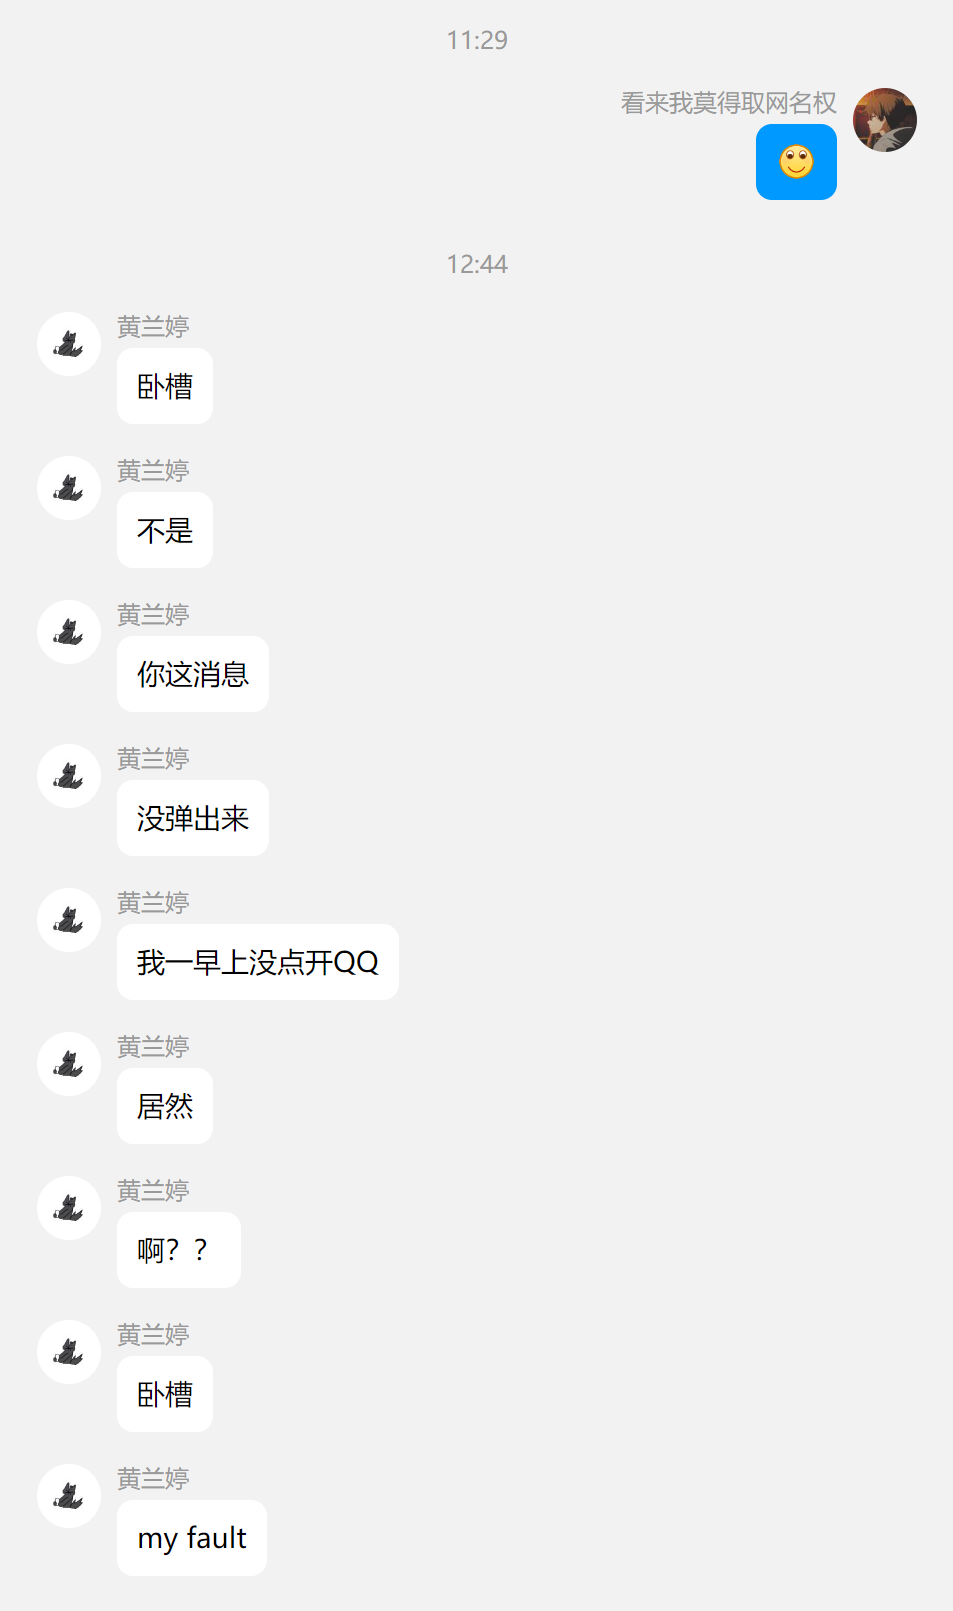 11:29
看来我莫得取网名权
12:44
黄兰婷
卧槽
黄兰婷
不是
黄兰婷
你这消息
黄兰婷
没弹出来
黄兰婷
我一早上没点开QQ
黄兰婷
居然
黄兰婷
啊？？
黄兰婷
卧槽
黄兰婷
my fault